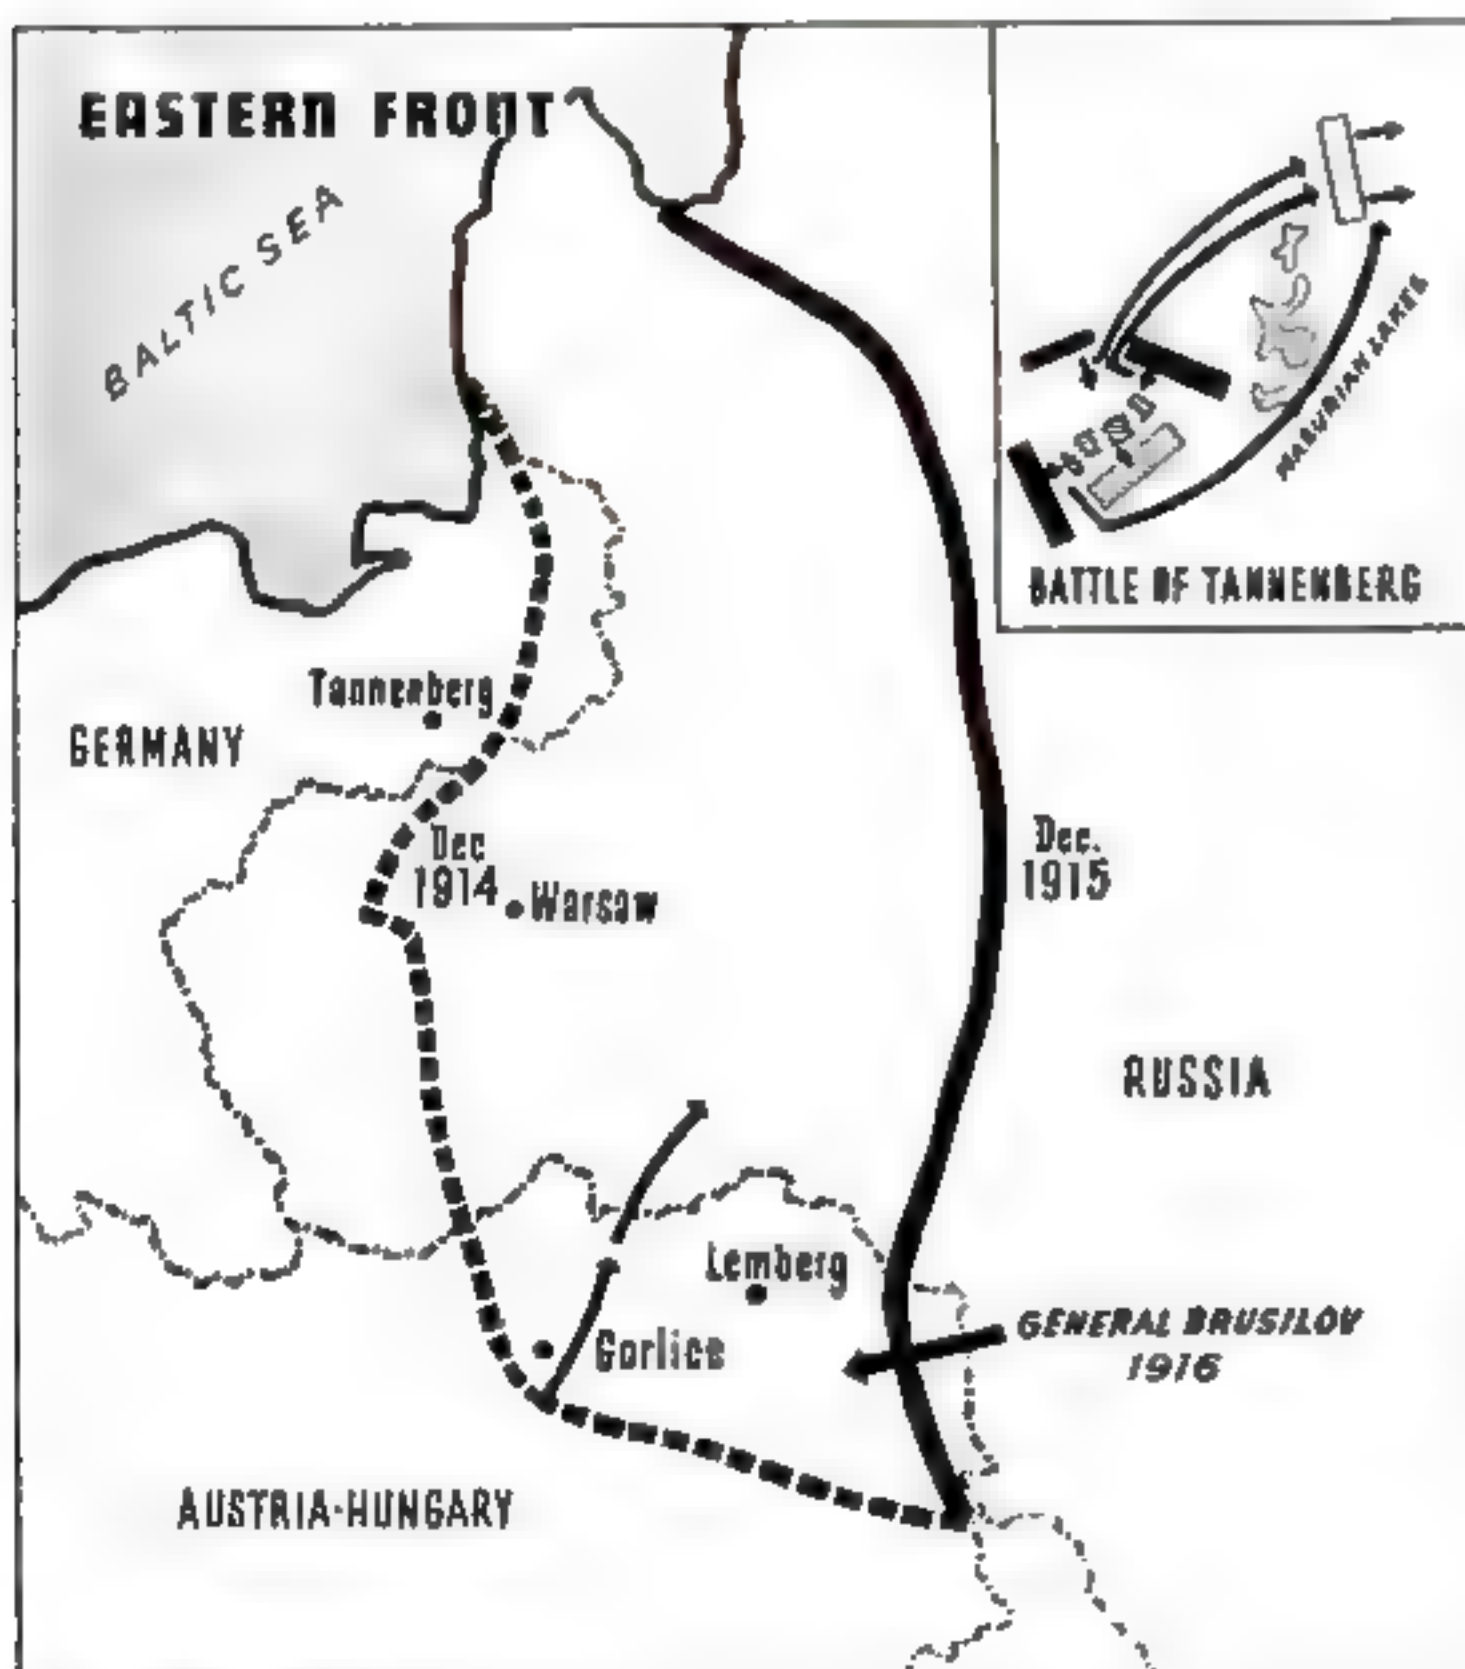 EASTERN FRONT
BALTIC SEA
MASURIAN LAKES
BATTLE OF TANNENBERG
Tannenberg
GERMANY
Dec
1914
Warsaw
Dec.
1915
RUSSIA
Lemberg
Gorlice
GENERAL BRUSILOV
1916
AUSTRIA-HUNGARY